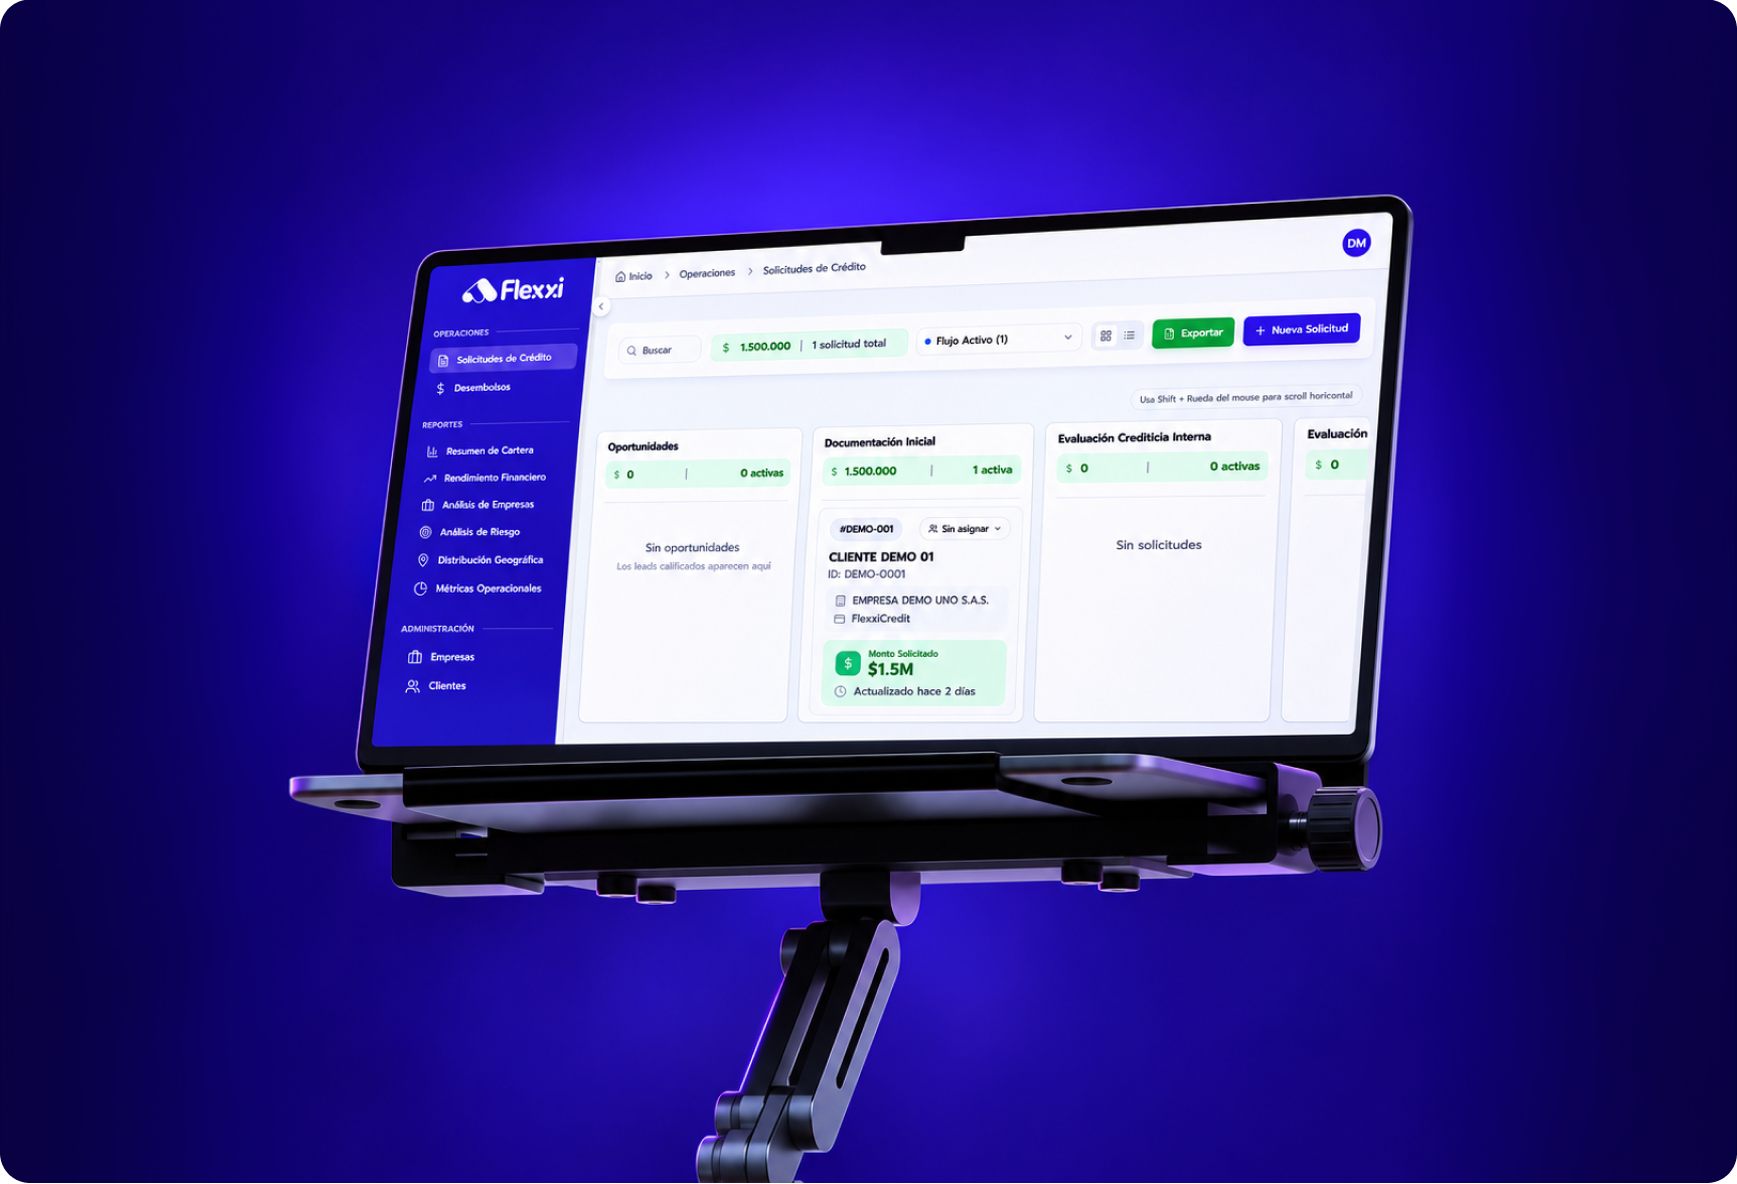 Flexxi
OPERACIONES
Solicitudes de Crédito
Desembolsos
REPORTES
Resumen de Cartera
Rendimiento Financiero
Análisis de Empresas
Análisis de Riesgo
Distribución Geográfica
Métricas Operacionales
ADMINISTRACIÓN
Empresas
Clientes
Inicio > Operaciones > Solicitudes de Crédito
DM
Buscar
$ 1.500.000 | 1 solicitud total
Flujo Activo (1)
Exportar
+ Nueva Solicitud
Usa Shift + Rueda del mouse para scroll horicontal
Oportunidades
$ 0 | 0 activas
Sin oportunidades
Los leads calificados aparecen aquí
Documentación Inicial
$ 1.500.000 | 1 activa
#DEMO-001
Sin asignar
CLIENTE DEMO 01
ID: DEMO-0001
EMPRESA DEMO UNO S.A.S.
FlexxiCredit
$
Monto Solicitado
$1.5M
Actualizado hace 2 días
Evaluación Crediticia Interna
$ 0 | 0 activas
Sin solicitudes
Evaluación
$ 0